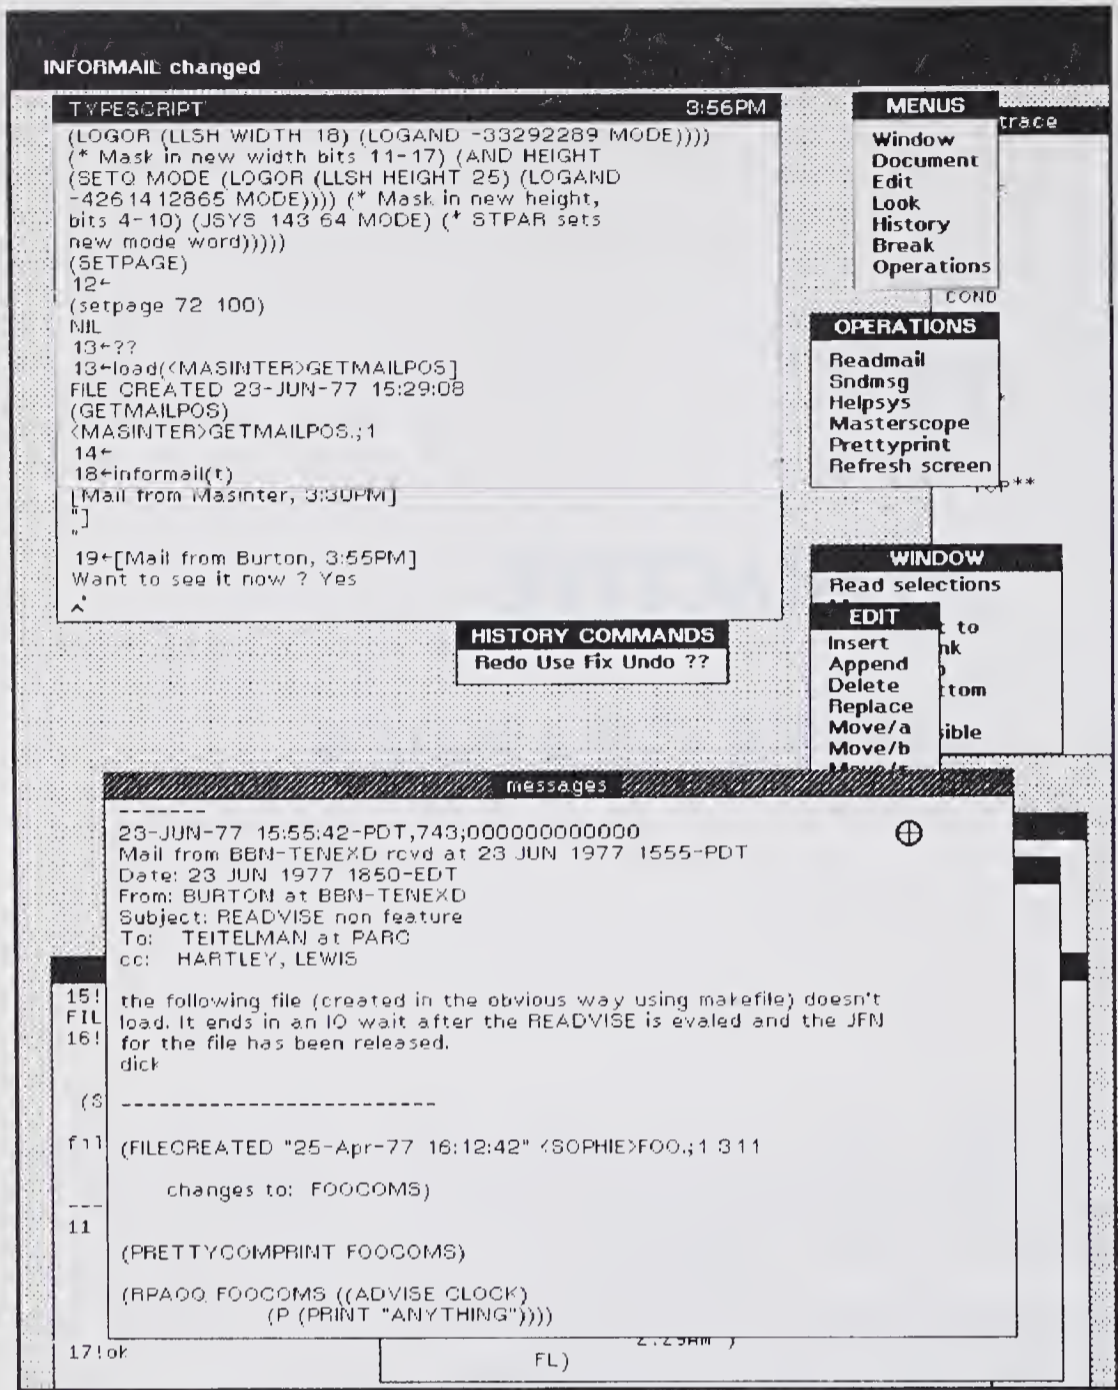 INFORMAIL changed
TYPESCRIPT 3:56PM
(LOGOR (LLSH WIDTH 18) (LOGAND -33292289 MODE))))
(* Mask in new width bits 11-17) (AND HEIGHT
(SETQ MODE (LOGOR (LLSH HEIGHT 25) (LOGAND
-42614 12865 MODE)))) (* Mask in new height,
bits 4-10) (JSYS 143 64 MODE) (* STPAR sets
new mode word)))))
(SETPAGE)
12←
(setpage 72 100)
NIL
13←??
13←load(<MASINTER>GETMAILPOS]
FILE CREATED 23-JUN-77 15:29:08
(GETMAILPOS)
<MASINTER>GETMAILPOS.;1
14←
18←informail(t)
[Mail from Masinter, 3:30PM]
"]
"
19←[Mail from Burton, 3:55PM]
Want to see it now ? Yes
MENUS
Window
Document
Edit
Look
History
Break
Operations
trace
COND
OPERATIONS
Readmail
Sndmsg
Helpsys
Masterscope
Prettyprint
Refresh screen
TOP**
WINDOW
Read selections
EDIT
Insert
Append
Delete
Replace
Move/a
Move/b
to
nk
ttom
sible
HISTORY COMMANDS
Redo Use Fix Undo ??
messages
-------
23-JUN-77 15:55:42-PDT,743;000000000000
Mail from BBN-TENEXD rcvd at 23 JUN 1977 1555-PDT
Date: 23 JUN 1977 1850-EDT
From: BURTON at BBN-TENEXD
Subject: READVISE non feature
To: TEITELMAN at PARC
cc: HARTLEY, LEWIS
the following file (created in the obvious way using makefile) doesn't
load. It ends in an IO wait after the READVISE is evaled and the JFN
for the file has been released.
dick
--------------------------
(FILECREATED "25-Apr-77 16:12:42" <SOPHIE>FOO.;1 311
changes to: FOOCOMS)
(PRETTYCOMPRINT FOOCOMS)
(RPAQQ FOOCOMS ((ADVISE CLOCK)
(P (PRINT "ANYTHING"))))
15!
FIL
16!
(S
fil
---
11
17!ok
FL)